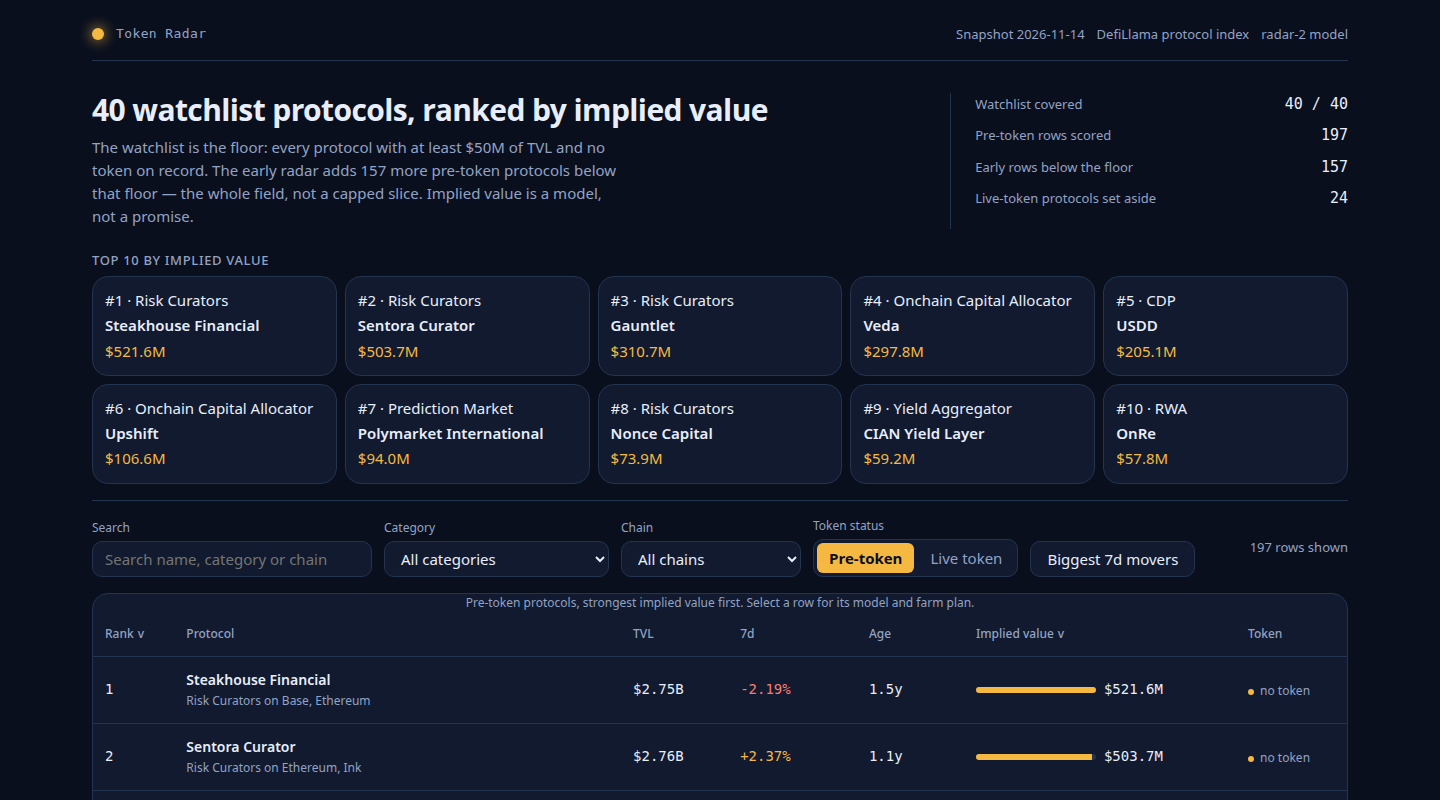 Token Radar
Snapshot 2026-11-14 DefiLlama protocol index radar-2 model
40 watchlist protocols, ranked by implied value
The watchlist is the floor: every protocol with at least $50M of TVL and no
token on record. The early radar adds 157 more pre-token protocols below
that floor — the whole field, not a capped slice. Implied value is a model,
not a promise.
Watchlist covered 40 / 40
Pre-token rows scored 197
Early rows below the floor 157
Live-token protocols set aside 24
TOP 10 BY IMPLIED VALUE
#1 · Risk Curators
Steakhouse Financial
$521.6M
#2 · Risk Curators
Sentora Curator
$503.7M
#3 · Risk Curators
Gauntlet
$310.7M
#4 · Onchain Capital Allocator
Veda
$297.8M
#5 · CDP
USDD
$205.1M
#6 · Onchain Capital Allocator
Upshift
$106.6M
#7 · Prediction Market
Polymarket International
$94.0M
#8 · Risk Curators
Nonce Capital
$73.9M
#9 · Yield Aggregator
CIAN Yield Layer
$59.2M
#10 · RWA
OnRe
$57.8M
Search
Search name, category or chain
Category
All categories
Chain
All chains
Token status
Pre-token Live token
Biggest 7d movers
197 rows shown
Pre-token protocols, strongest implied value first. Select a row for its model and farm plan.
Rank v Protocol TVL 7d Age Implied value v Token
1 Steakhouse Financial $2.75B -2.19% 1.5y $521.6M no token
Risk Curators on Base, Ethereum
2 Sentora Curator $2.76B +2.37% 1.1y $503.7M no token
Risk Curators on Ethereum, Ink